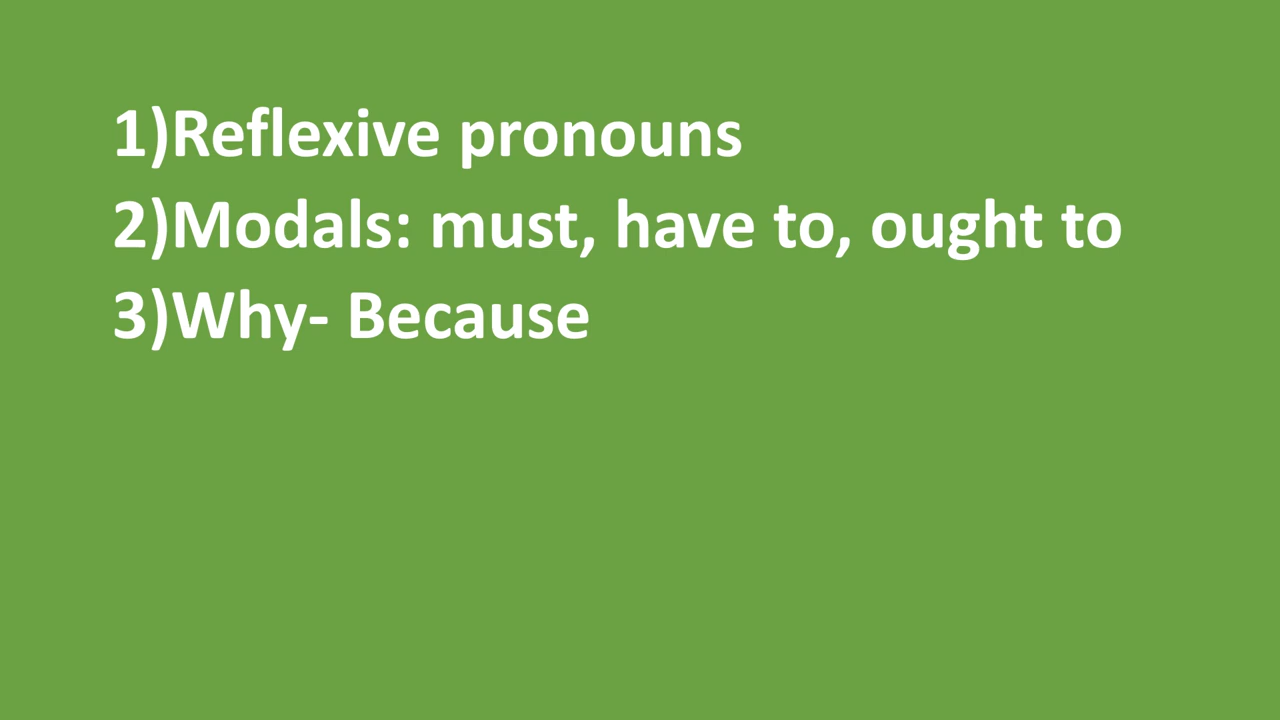 1)Reflexive pronouns
2)Modals: must, have to, ought to
3)Why- Because